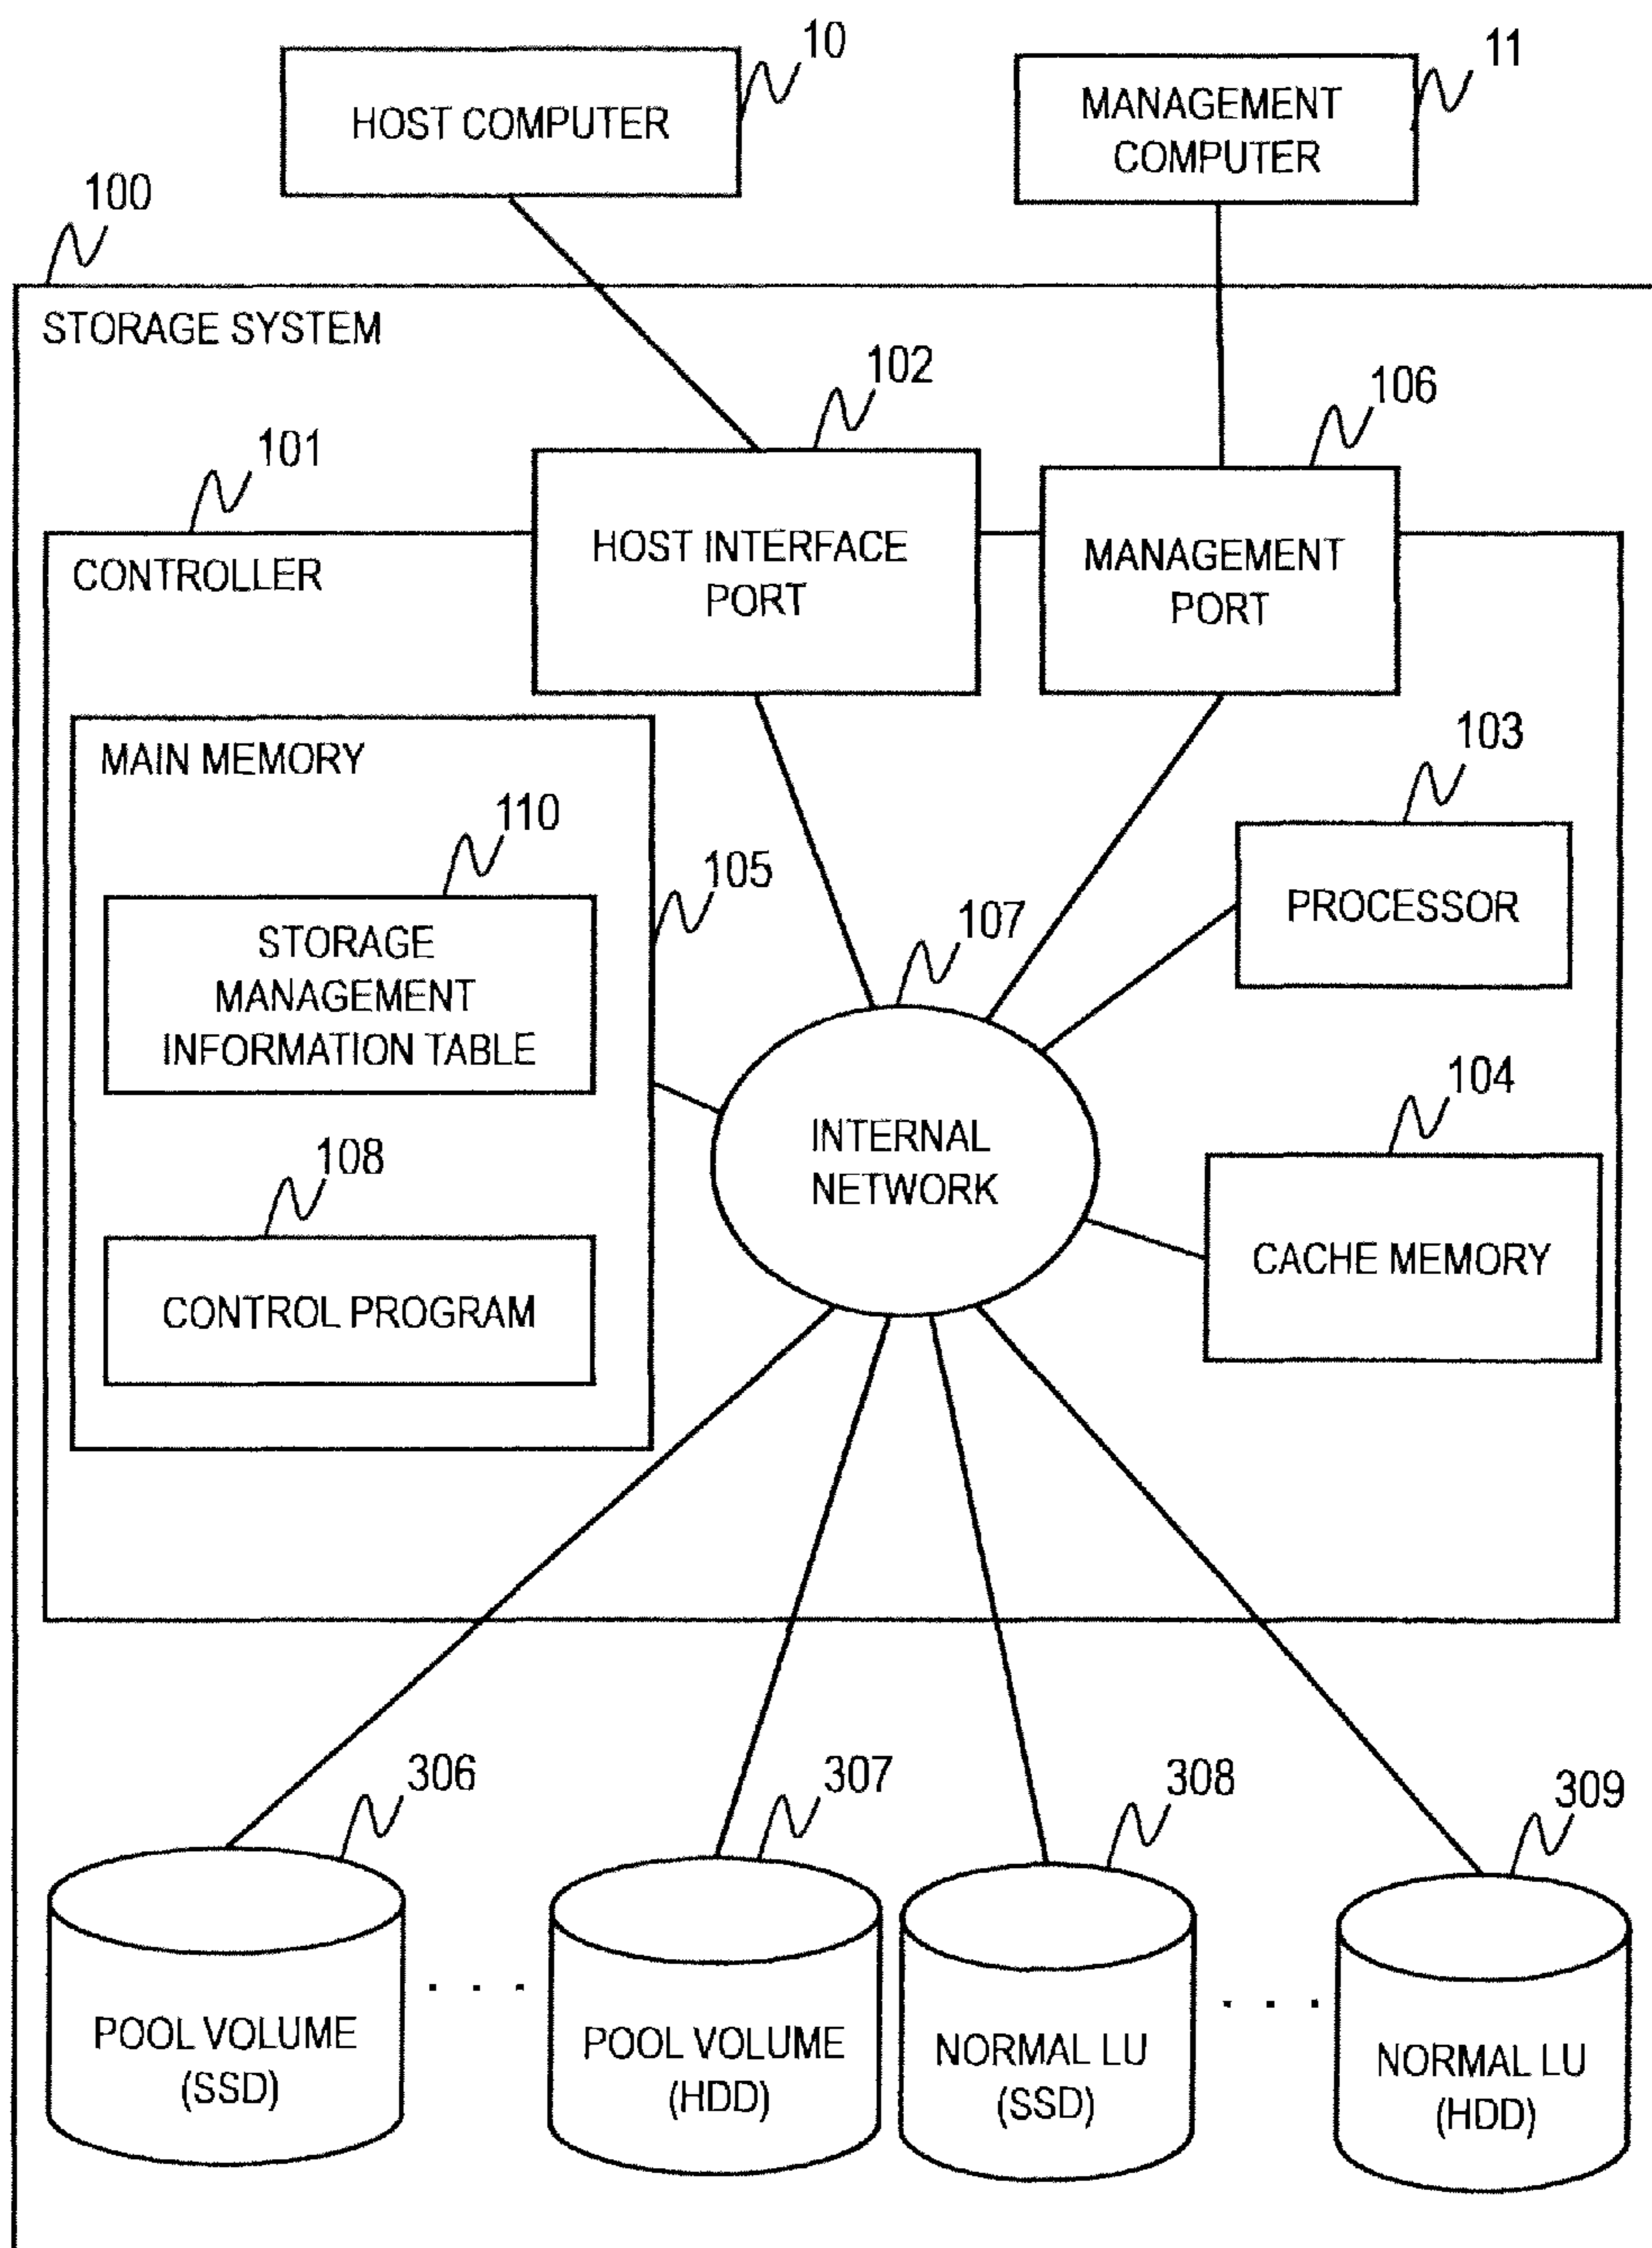 10
HOST COMPUTER
11
MANAGEMENT
COMPUTER
100
STORAGE SYSTEM
102
106
101
CONTROLLER
HOST INTERFACE
PORT
MANAGEMENT
PORT
MAIN MEMORY
103
PROCESSOR
110
105
STORAGE
MANAGEMENT
INFORMATION TABLE
107
INTERNAL
NETWORK
104
CACHE MEMORY
108
CONTROL PROGRAM
306
307
308
309
POOL VOLUME
(SSD)
. . .
POOL VOLUME
(HDD)
NORMAL LU
(SSD)
. . .
NORMAL LU
(HDD)